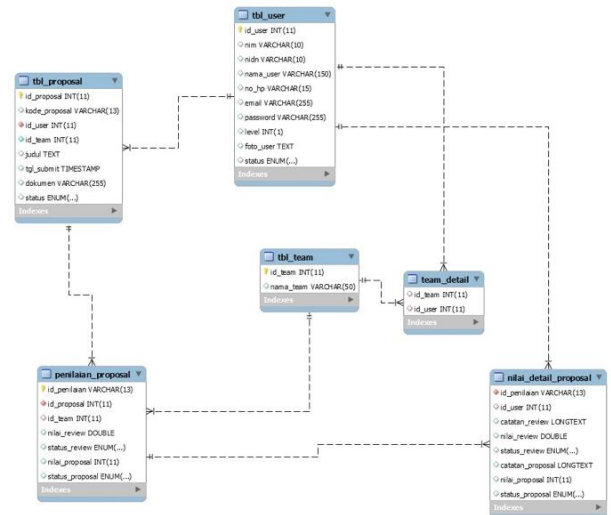 tbl_user
id_user INT(11)
nim VARCHAR(10)
nidn VARCHAR(10)
nama_user VARCHAR(150)
no_hp VARCHAR(15)
email VARCHAR(255)
password VARCHAR(255)
level INT(1)
foto_user TEXT
status ENUM(...)
Indexes
tbl_proposal
id_proposal INT(11)
kode_proposal VARCHAR(13)
id_user INT(11)
id_team INT(11)
judul TEXT
tgl_submit TIMESTAMP
dokumen VARCHAR(255)
status ENUM(...)
Indexes
tbl_team
id_team INT(11)
nama_team VARCHAR(50)
Indexes
team_detail
id_team INT(11)
id_user INT(11)
Indexes
penilaian_proposal
id_penilaian VARCHAR(13)
id_proposal INT(11)
id_team INT(11)
nilai_review DOUBLE
status_review ENUM(...)
nilai_proposal INT(11)
status_proposal ENUM(...)
Indexes
nilai_detail_proposal
id_penilaian VARCHAR(13)
id_user INT(11)
catatan_review LONGTEXT
nilai_review DOUBLE
status_review ENUM(...)
catatan_proposal LONGTEXT
nilai_proposal INT(11)
status_proposal ENUM(...)
Indexes